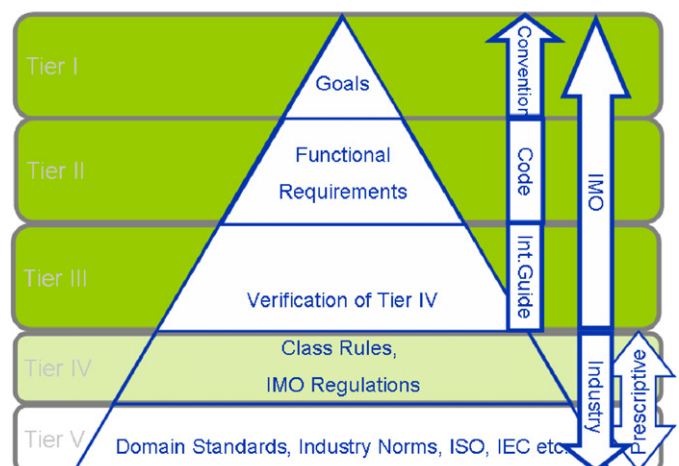 Tier I
Goals
Convention
Tier II
Functional
Requirements
Code
IMO
Tier III
Verification of Tier IV
Int.Guide
Tier IV
Class Rules,
IMO Regulations
Industry
Prescriptive
Tier V
Domain Standards, Industry Norms, ISO, IEC etc.